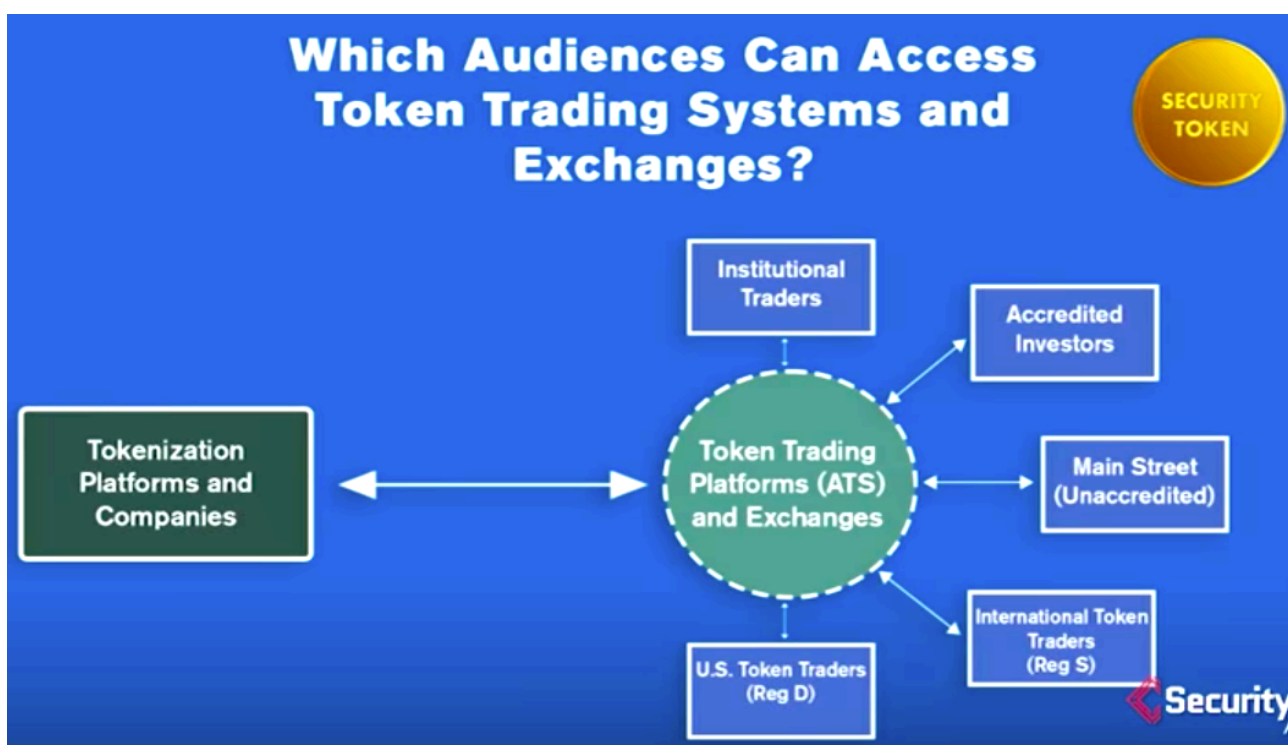 Which Audiences Can Access
Token Trading Systems and
Exchanges?
SECURITY
TOKEN
Institutional
Traders
Accredited
Investors
Tokenization
Platforms and
Companies
Token Trading
Platforms (ATS)
and Exchanges
Main Street
(Unaccredited)
International Token
Traders
(Reg S)
U.S. Token Traders
(Reg D)
Security